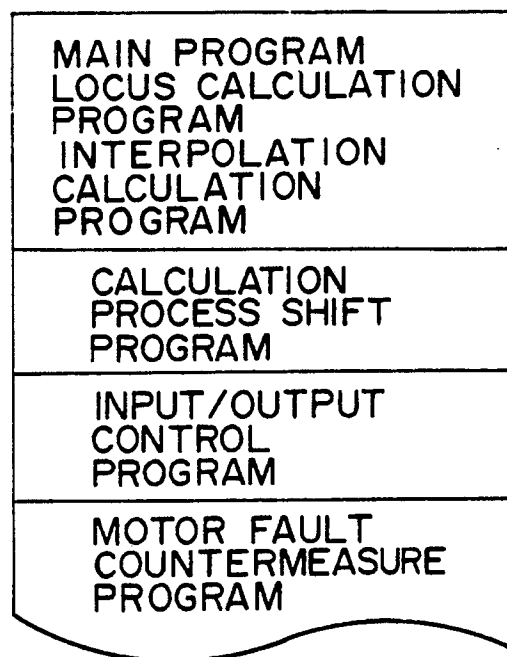 MAIN PROGRAM
LOCUS CALCULATION
PROGRAM
INTERPOLATION
CALCULATION
PROGRAM
CALCULATION
PROCESS SHIFT
PROGRAM
INPUT/OUTPUT
CONTROL
PROGRAM
MOTOR FAULT
COUNTERMEASURE
PROGRAM